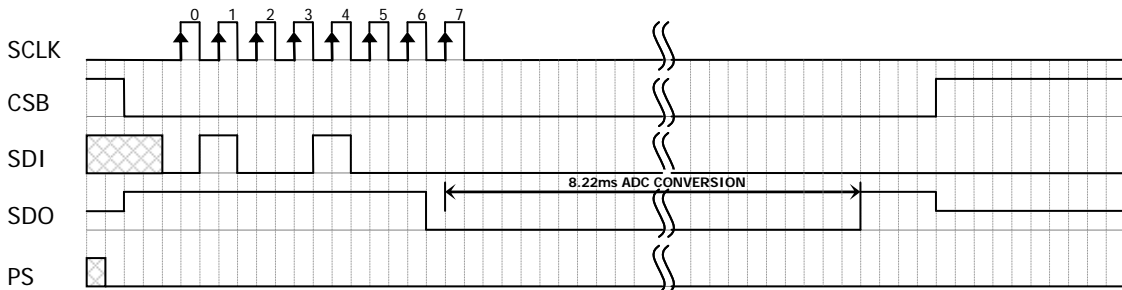 0 1 2 3 4 5 6 7
SCLK
CSB
SDI
8.22ms ADC CONVERSION
SDO
PS